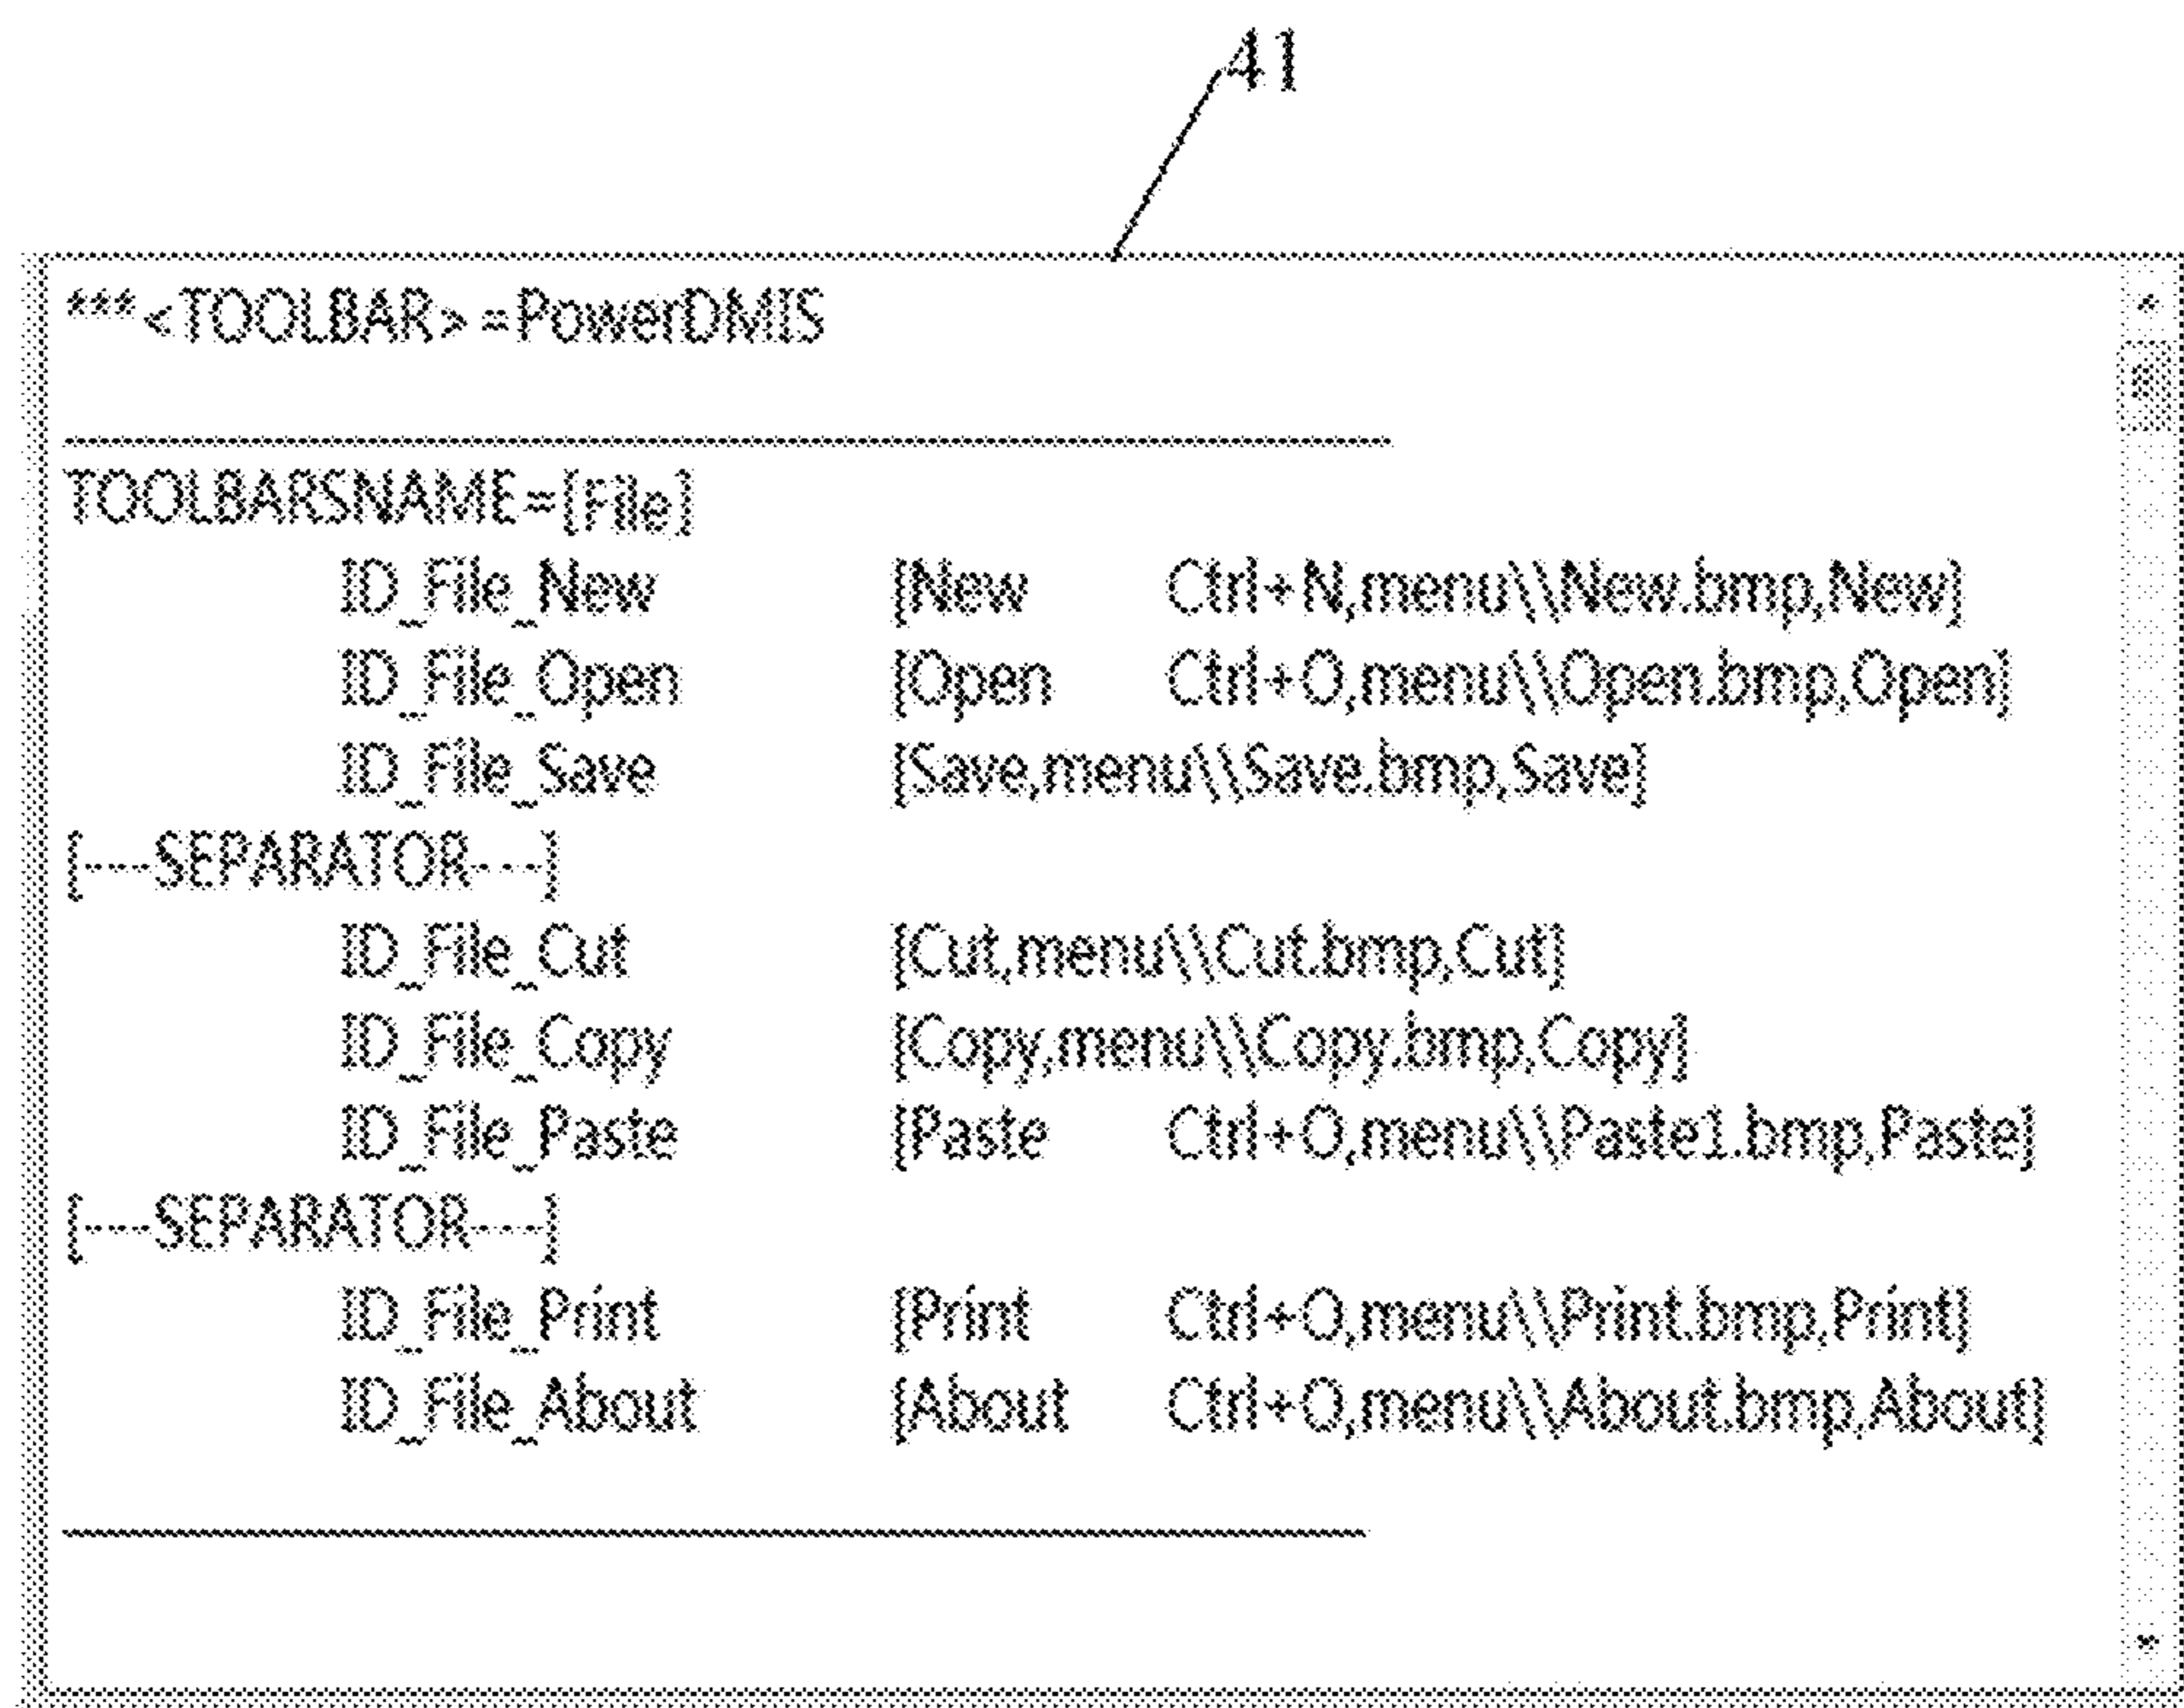 41
***<TOOLBAR>=PowerDMIS
TOOLBARSNAME=[File]
ID_File_New [New Ctrl+N,menu\\New.bmp,New]
ID_File_Open [Open Ctrl+O,menu\\Open.bmp,Open]
ID_File_Save [Save,menu\\Save.bmp,Save]
[---SEPARATOR---]
ID_File_Cut [Cut,menu\\Cut.bmp,Cut]
ID_File_Copy [Copy,menu\\Copy.bmp,Copy]
ID_File_Paste [Paste Ctrl+O,menu\\Paste1.bmp,Paste]
[---SEPARATOR---]
ID_File_Print [Print Ctrl+O,menu\\Print.bmp,Print]
ID_File_About [About Ctrl+O,menu\\About.bmp,About]